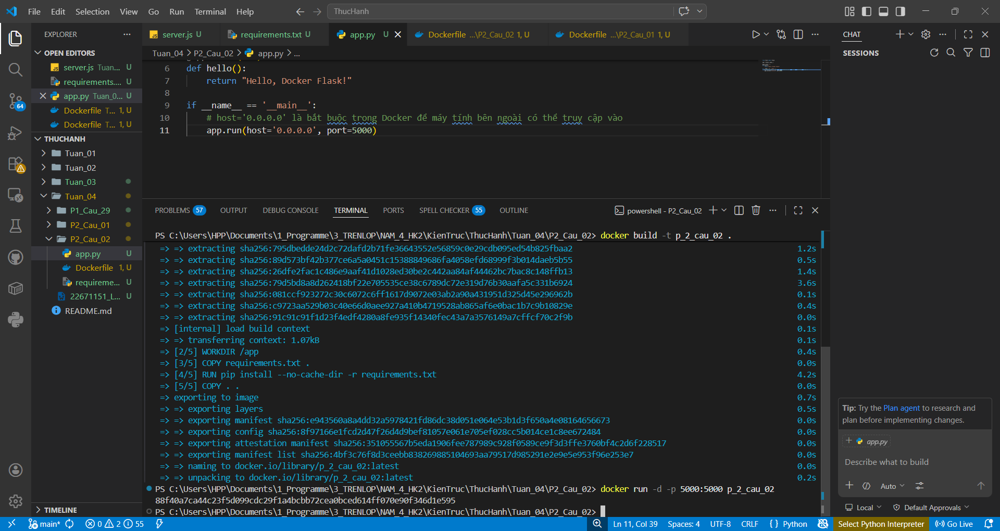 File Edit Selection View Go Run Terminal Help
ThucHanh
EXPLORER
OPEN EDITORS
server.js Tuan... U
requirements.... U
app.py Tuan_0... U
Dockerfile T... 1, U
Dockerfile T... 1, U
THUCHANH
Tuan_01
Tuan_02
Tuan_03
Tuan_04
P1_Cau_29
P2_Cau_01
P2_Cau_02
app.py U
Dockerfile 1, U
requireme... U
22671151_L... U
README.md
TIMELINE
64
server.js U
requirements.txt U
app.py U
Dockerfile ...\P2_Cau_02 1, U
Dockerfile ...\P2_Cau_01 1, U
Tuan_04 > P2_Cau_02 > app.py > ...
6 def hello():
7 return "Hello, Docker Flask!"
8
9 if __name__ == '__main__':
10 # host='0.0.0.0' là bắt buộc trong Docker để máy tính bên ngoài có thể truy cập vào
11 app.run(host='0.0.0.0', port=5000)
PROBLEMS 57 OUTPUT DEBUG CONSOLE TERMINAL PORTS SPELL CHECKER 55 OUTLINE
powershell - P2_Cau_02
PS C:\Users\HPP\Documents\1_Programme\3_TRENLOP\NAM_4_HK2\KienTruc\ThucHanh\Tuan_04\P2_Cau_02> docker build -t p_2_cau_02 .
=> => extracting sha256:795dbedde24d2c72dafd2b71fe36643552e56859c0e29cdb095ed54b825fbaa2 1.2s
=> => extracting sha256:89d573bf42b377ce6a5a0451c15388849686fa4058efd68999f3b014daeb5b55 0.5s
=> => extracting sha256:26dfe2fac1c486e9aaf41d1028ed30be2c442aa84af44462bc7bac8c148ffb13 1.4s
=> => extracting sha256:79d5bd8a8d262418bf22e705535ce38c6789dc72e319d76b30aafa5c331b6924 3.6s
=> => extracting sha256:081ccf923272c30c6072c6ff1617d9072e03ab2a90a431951d325d45e296962b 0.1s
=> => extracting sha256:c9723aa529b03c40e66d0aee927a410b4719528ab865af6e0bac1b7c9b10829e 0.4s
=> => extracting sha256:91c91c91f1d23f4edf4280a8fe935f14340fec43a7a3576149a7cffcf70c2f9b 0.0s
=> [internal] load build context 0.1s
=> => transferring context: 1.07kB 0.1s
=> [2/5] WORKDIR /app 0.4s
=> [3/5] COPY requirements.txt . 0.0s
=> [4/5] RUN pip install --no-cache-dir -r requirements.txt 4.2s
=> [5/5] COPY . . 0.0s
=> exporting to image 0.7s
=> => exporting layers 0.5s
=> => exporting manifest sha256:e943560a8a4dd32a5978421fd86dc38d051e064e53b1d3f650a4e08164656673 0.0s
=> => exporting config sha256:8f97166e1fcd2d47f26d4d9bef81057e061e705ef028cc5b014ce1c8ee672484 0.0s
=> => exporting attestation manifest sha256:351055567b5eda1906fee787989c928f0589ce9f3d3ffe3760bf4c2d6f228517 0.0s
=> => exporting manifest list sha256:4bf3c76f8d3ceebb838269885104693aa79517d985291e2e9e5e953f96e253e7 0.0s
=> => naming to docker.io/library/p_2_cau_02:latest 0.0s
=> => unpacking to docker.io/library/p_2_cau_02:latest 0.2s
PS C:\Users\HPP\Documents\1_Programme\3_TRENLOP\NAM_4_HK2\KienTruc\ThucHanh\Tuan_04\P2_Cau_02> docker run -d -p 5000:5000 p_2_cau_02
88f40a7ca44c23f5d099cdc29f1a4bcbb72cea0bced614ff070e90f346d1e595
PS C:\Users\HPP\Documents\1_Programme\3_TRENLOP\NAM_4_HK2\KienTruc\ThucHanh\Tuan_04\P2_Cau_02>
CHAT
SESSIONS
Tip: Try the Plan agent to research and
plan before implementing changes.
app.py
Describe what to build
Auto
Local Default Approvals
main* 0 2 55 Ln 11, Col 39 Spaces: 4 UTF-8 CRLF { } Python Select Python Interpreter Go Live